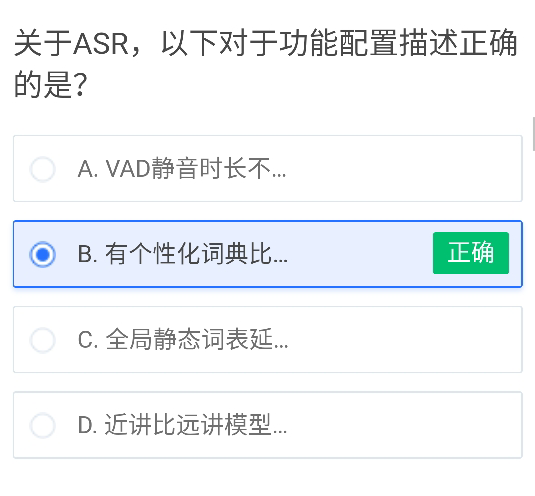 关于ASR，以下对于功能配置描述正确
的是？
A. VAD静音时长不...
B. 有个性化词典比...
正确
C. 全局静态词表延...
D. 近讲比远讲模型...